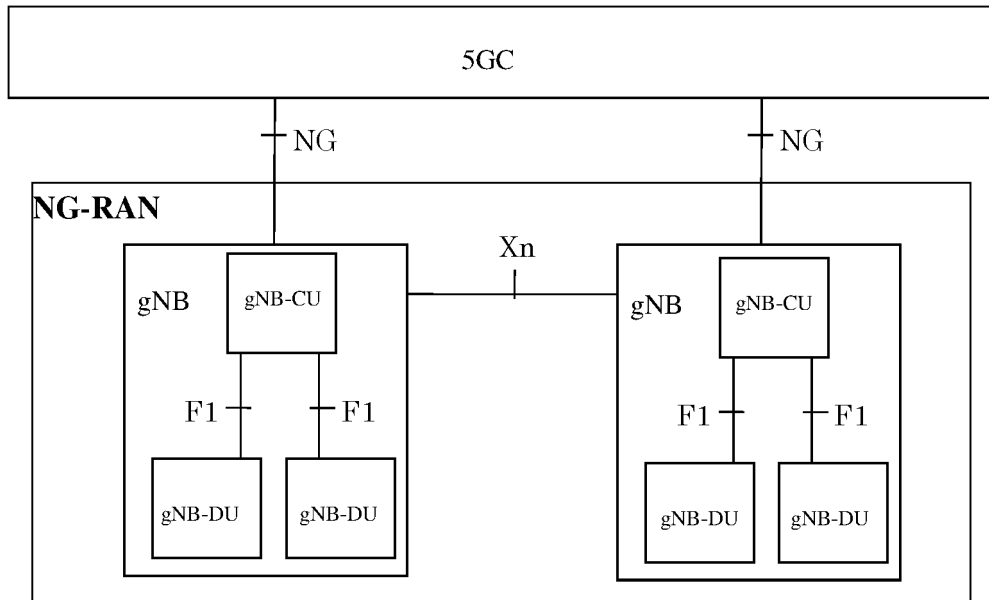 5GC
NG
NG
NG-RAN
Xn
gNB
gNB-CU
gNB
gNB-CU
F1
F1
F1
F1
gNB-DU
gNB-DU
gNB-DU
gNB-DU